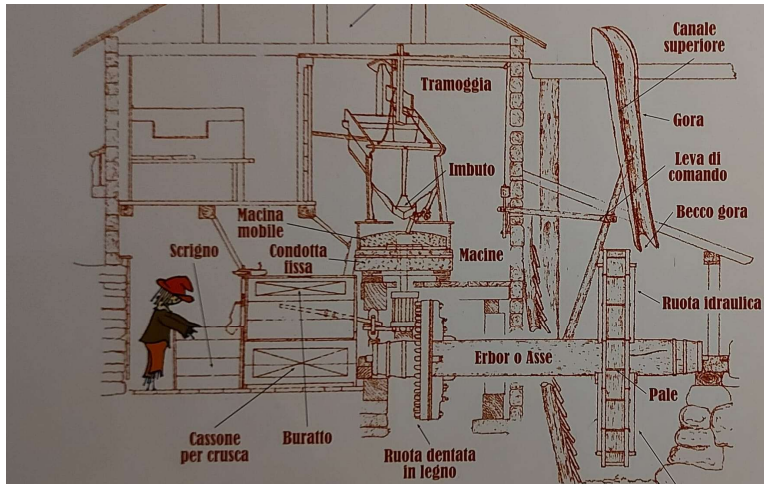 Canale
superiore
Tramoggia
Gora
Leva di
comando
Imbuto
Becco gora
Macina
mobile
Scrigno
Condotta
fissa
Macine
Ruota idraulica
Erbor o Asse
Pale
Cassone
per crusca
Buratto
Ruota dentata
in legno